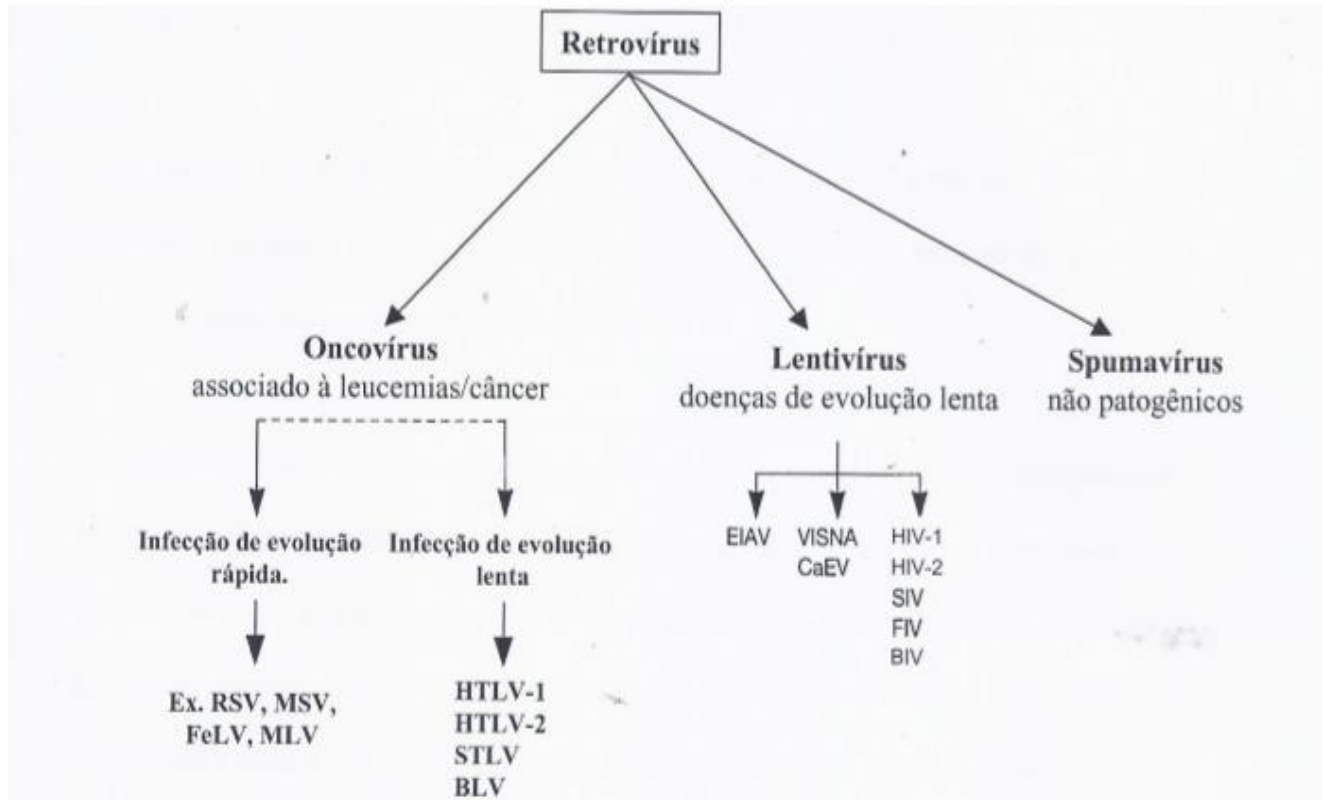 Retrovírus
Oncovírus
associado à leucemias/câncer
Lentivírus
doenças de evolução lenta
Spumavírus
não patogênicos
Infecção de evolução
rápida.
Infecção de evolução
lenta
Ex. RSV, MSV,
FeLV, MLV
HTLV-1
HTLV-2
STLV
BLV
EIAV
VISNA
CaEV
HIV-1
HIV-2
SIV
FIV
BIV